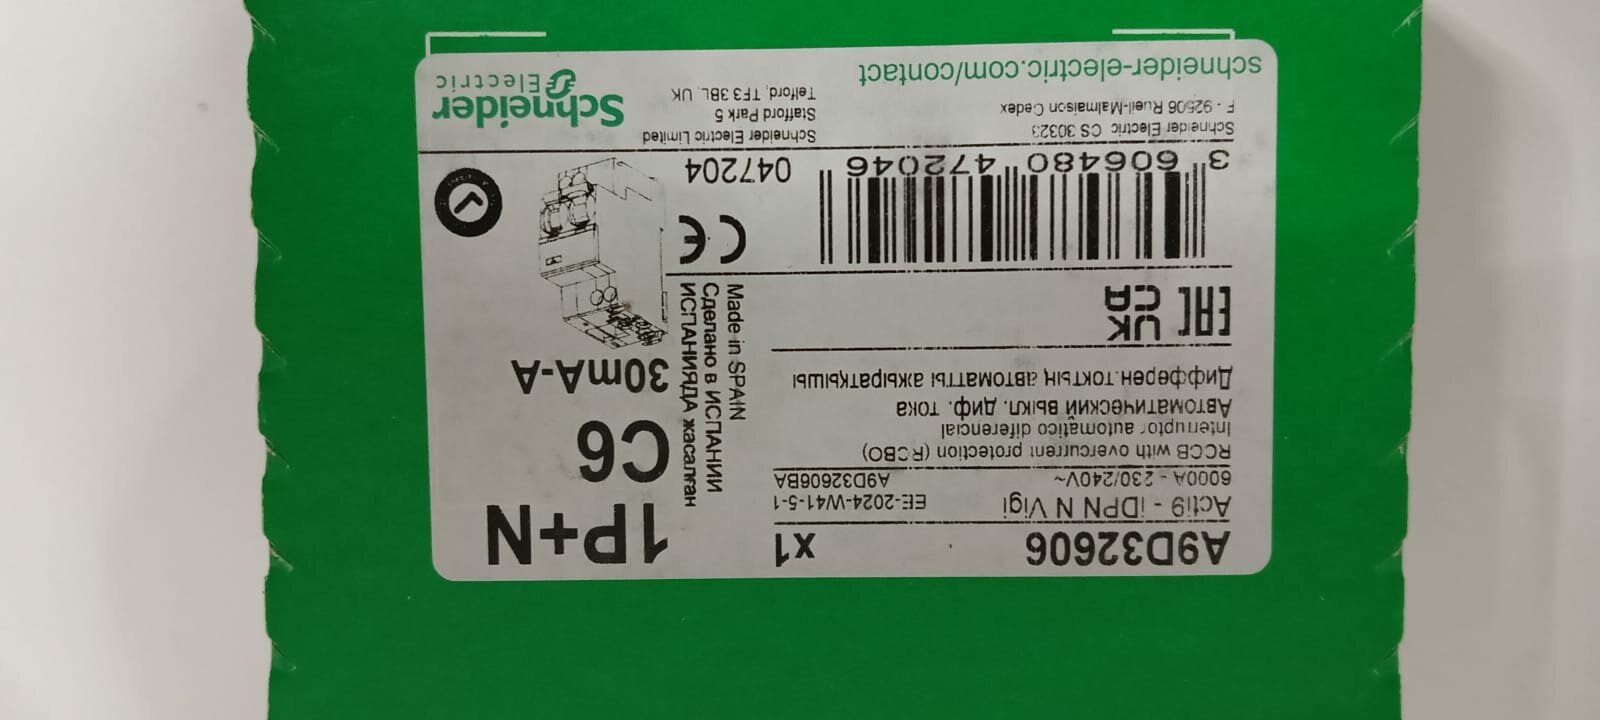 A9D32606
x1
Acti9 - iDPN N Vigi
EE-2024-W41-5-1
6000A - 230/240V~
A9D32606BA
RCCB with overcurrent protection (RCBO)
Interruptor automático diferencial
Автоматический выкл. диф. тока
Дифферен.токтың автоматты ажыратқышы
1P+N
C6
30mA-A
Made in SPAIN
Сделано в ИСПАНИИ
ИСПАНИЯДА жасалған
EAC
UK
CA
CE
3 606480 472046
047204
Schneider Electric CS 30323
F - 92506 Rueil-Malmaison Cedex
Schneider Electric Limited
Stafford Park 5
Telford, TF3 3BL, UK
schneider-electric.com/contact
Schneider
Electric